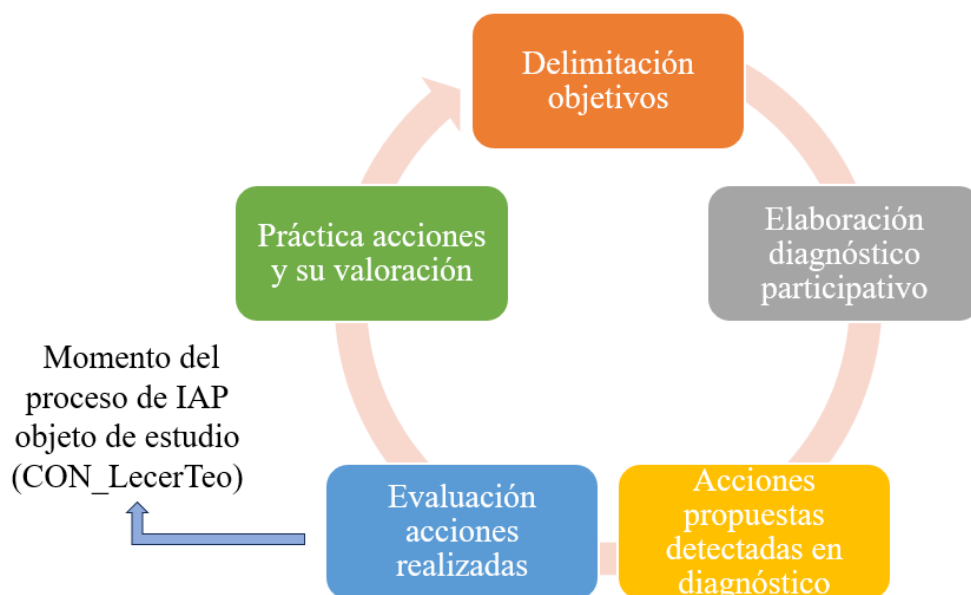 Delimitación
objetivos
Elaboración
diagnóstico
participativo
Acciones
propuestas
detectadas en
diagnóstico
Evaluación
acciones
realizadas
Práctica acciones
y su valoración
Momento del
proceso de IAP
objeto de estudio
(CON_LecerTeo)